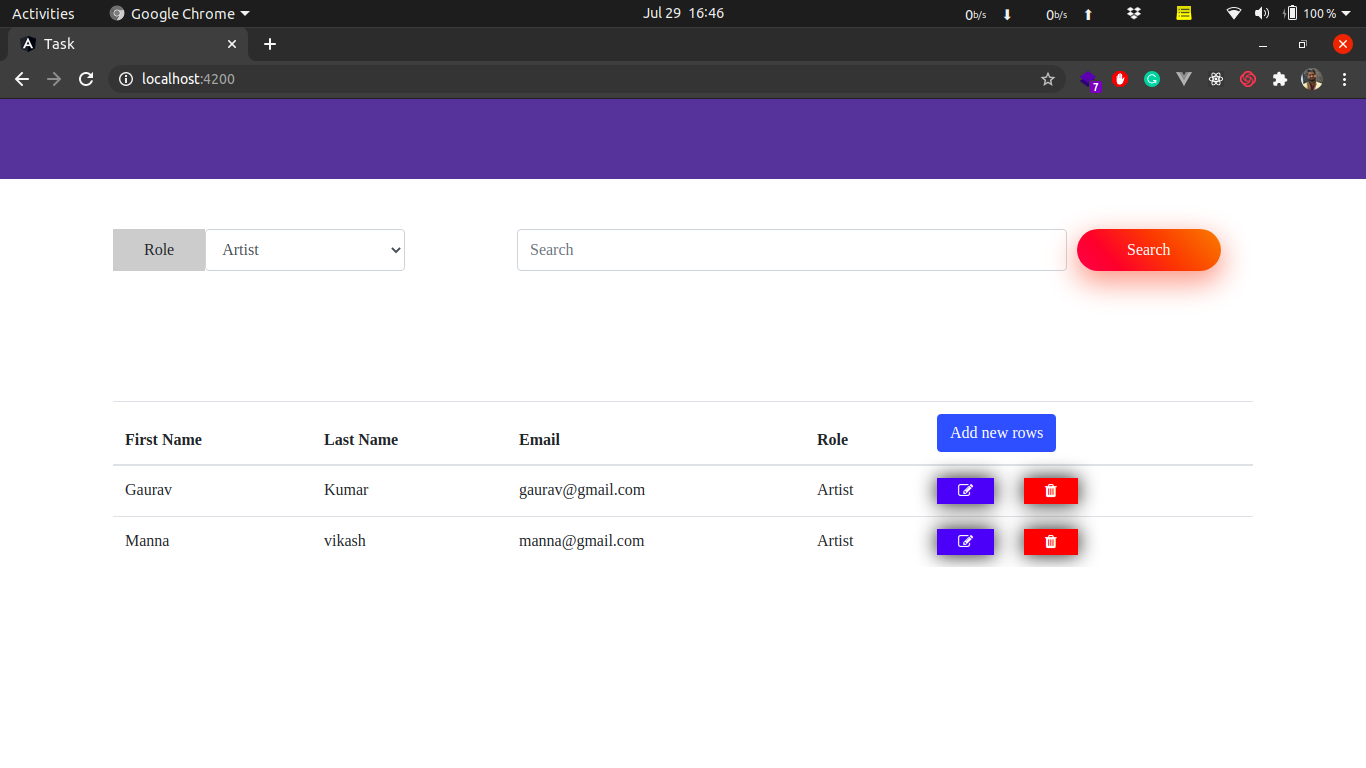 Activities Google Chrome Jul 29 16:46 0b/s 0b/s 100 %
Task
localhost:4200 7
Role Artist Search Search
First Name Last Name Email Role Add new rows
Gaurav Kumar gaurav@gmail.com Artist
Manna vikash manna@gmail.com Artist